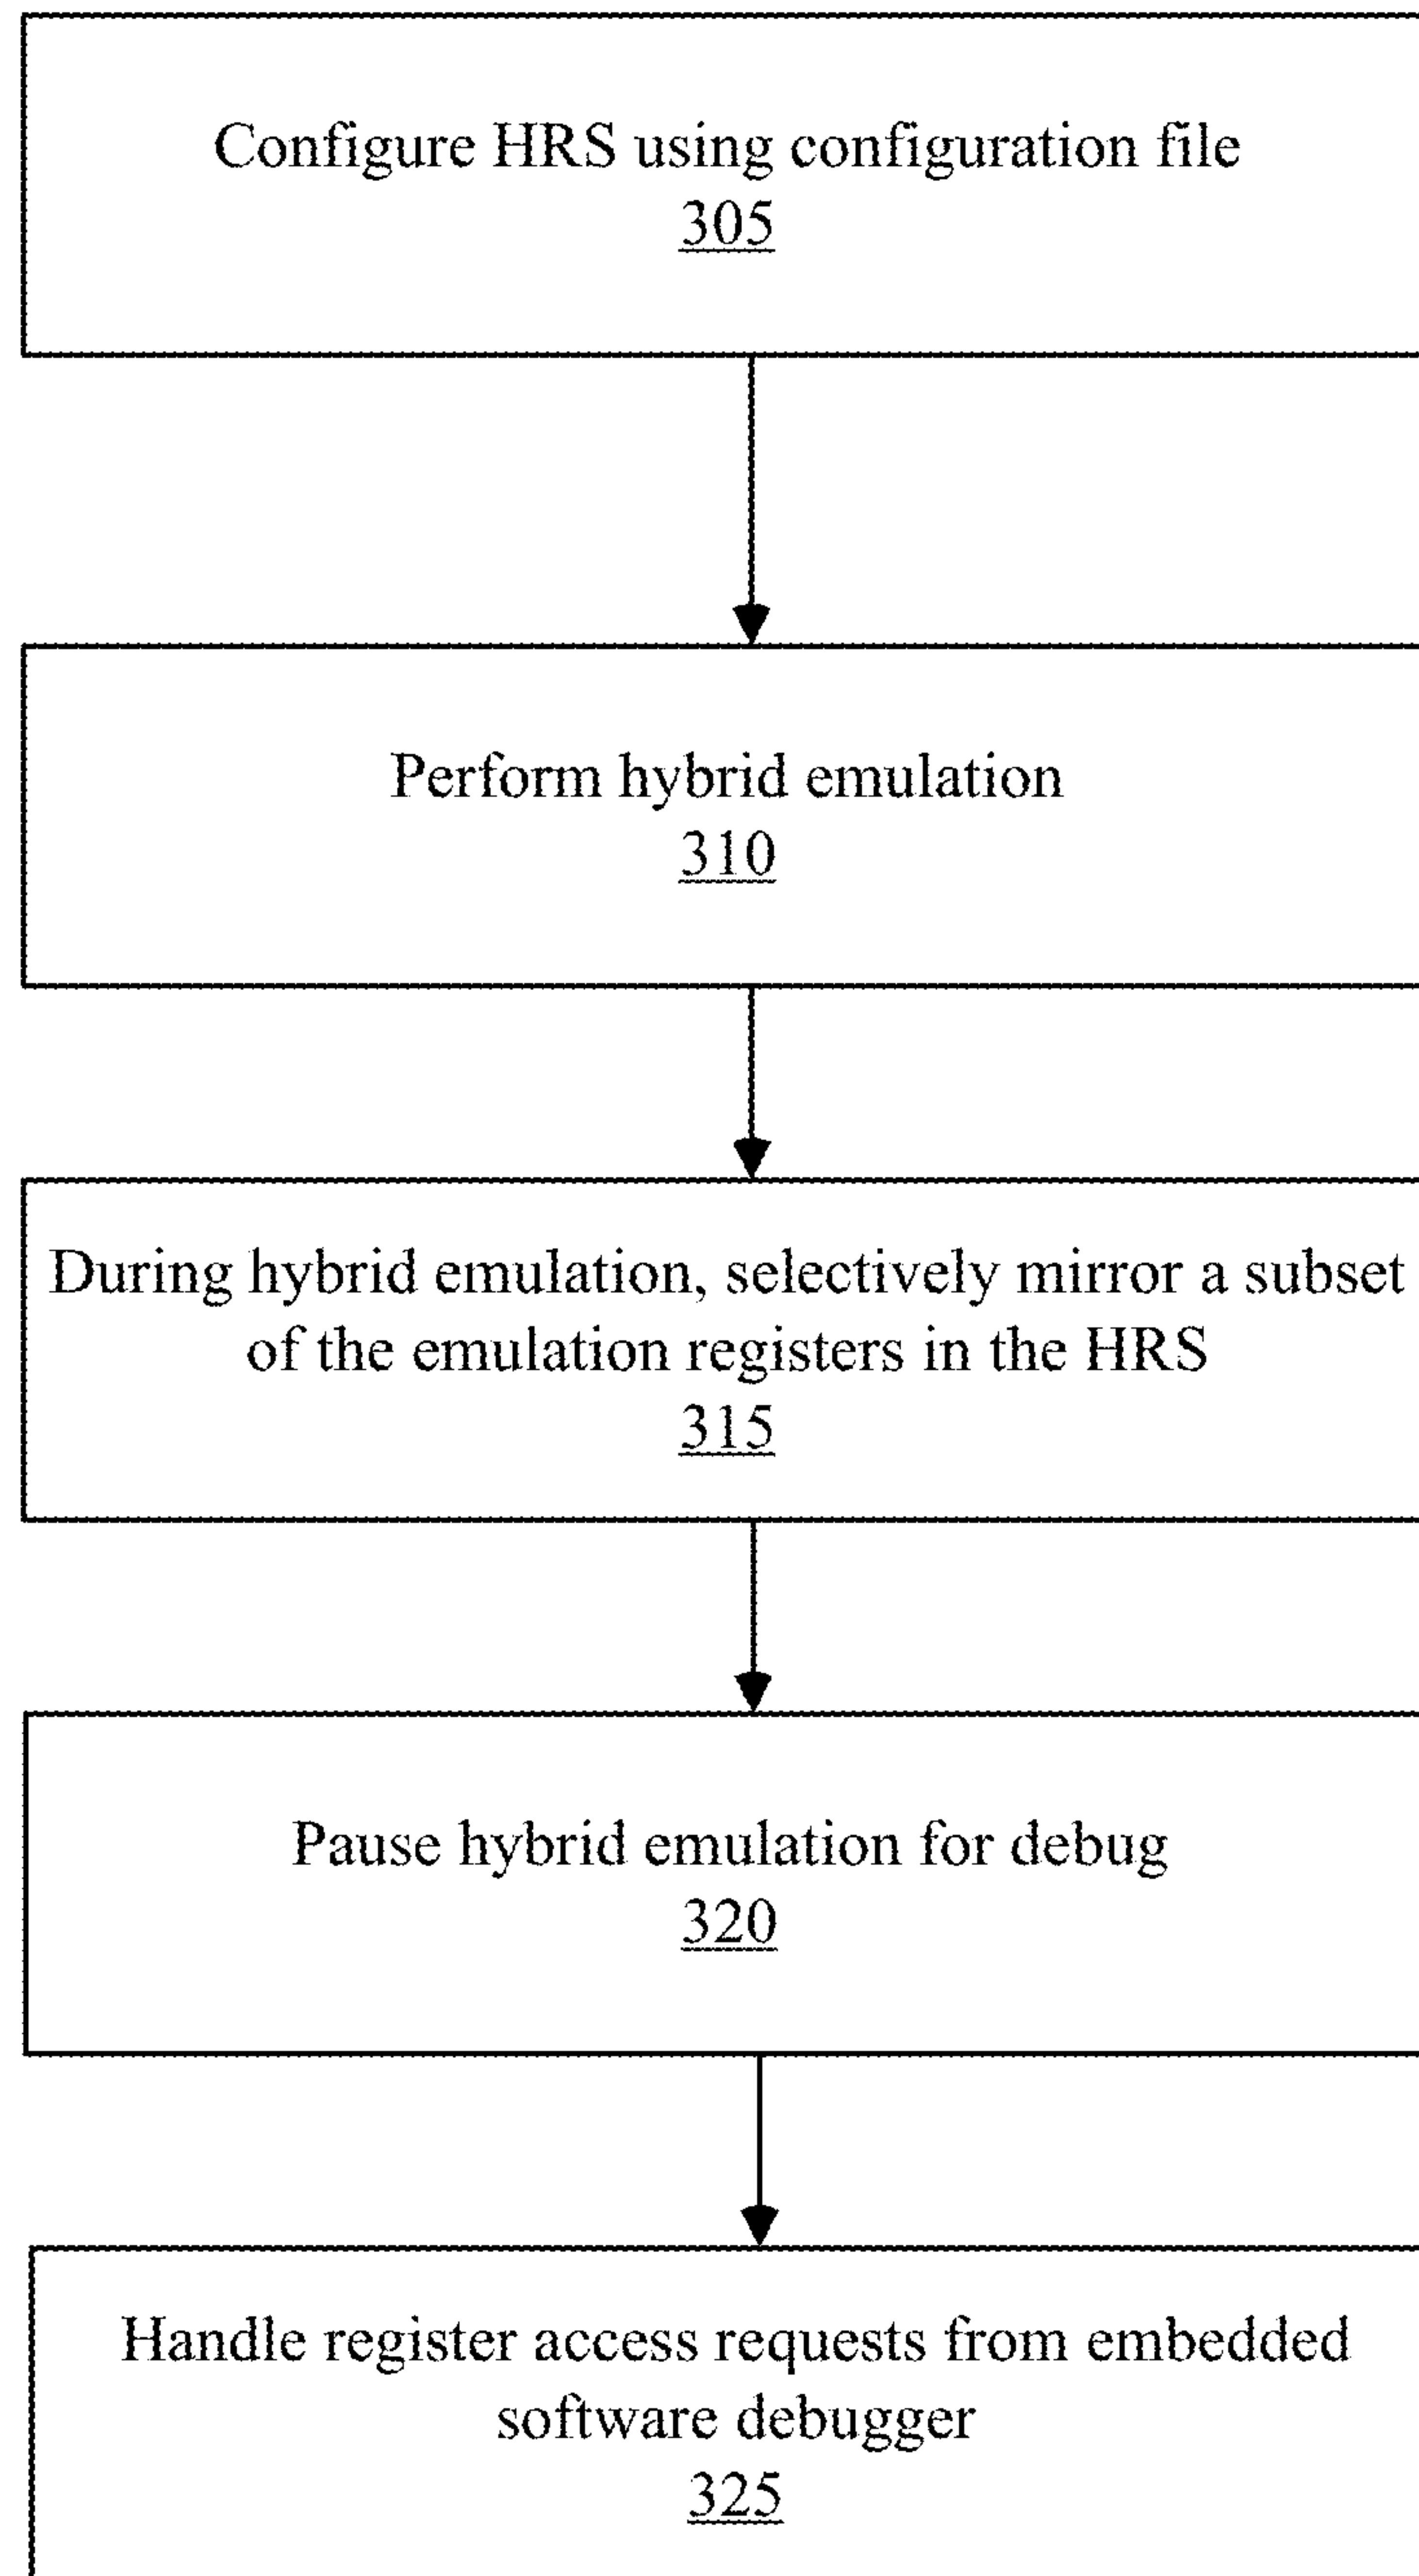 Configure HRS using configuration file
305
Perform hybrid emulation
310
During hybrid emulation, selectively mirror a subset
of the emulation registers in the HRS
315
Pause hybrid emulation for debug
320
Handle register access requests from embedded
software debugger
325